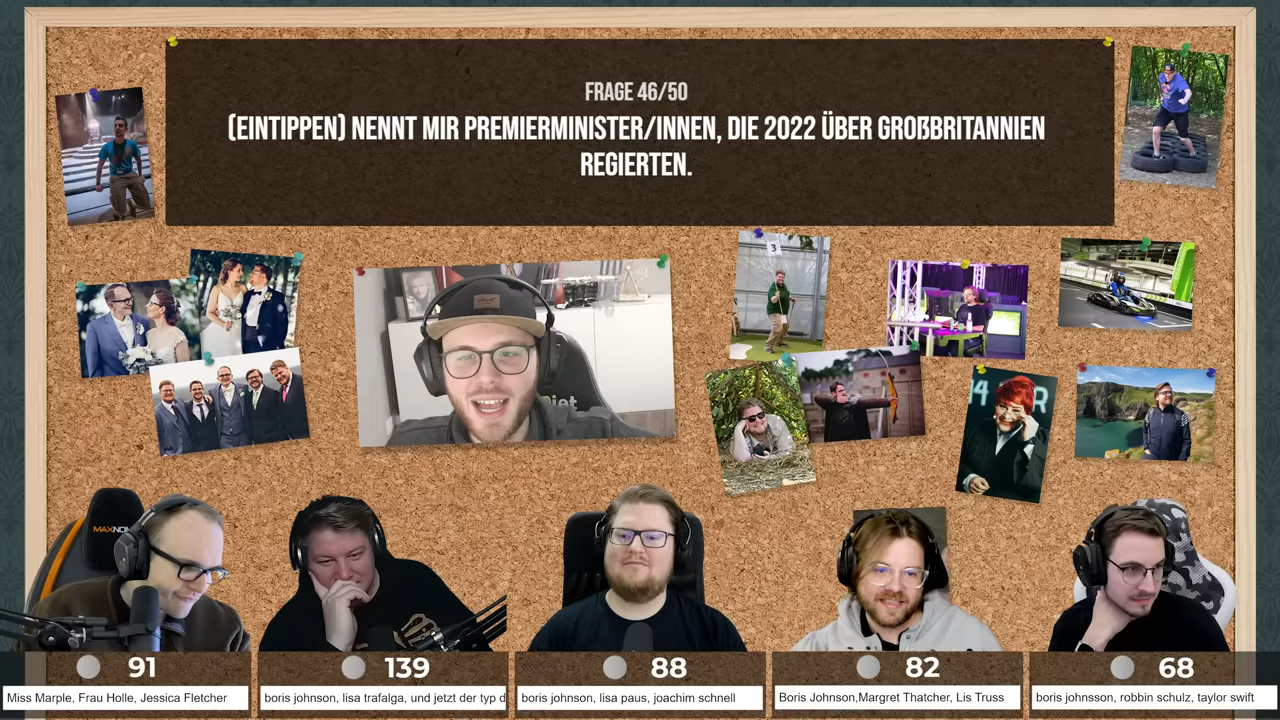 FRAGE 46/50
(EINTIPPEN) NENNT MIR PREMIERMINISTER/INNEN, DIE 2022 ÜBER GROẞBRITANNIEN
REGIERTEN.
3
MAXNOM
91
139
88
82
68
Miss Marple, Frau Holle, Jessica Fletcher
boris johnson, lisa trafalga, und jetzt der typ d
boris johnson, lisa paus, joachim schnell
Boris Johnson,Margret Thatcher, Lis Truss
boris johnsson, robbin schulz, taylor swift